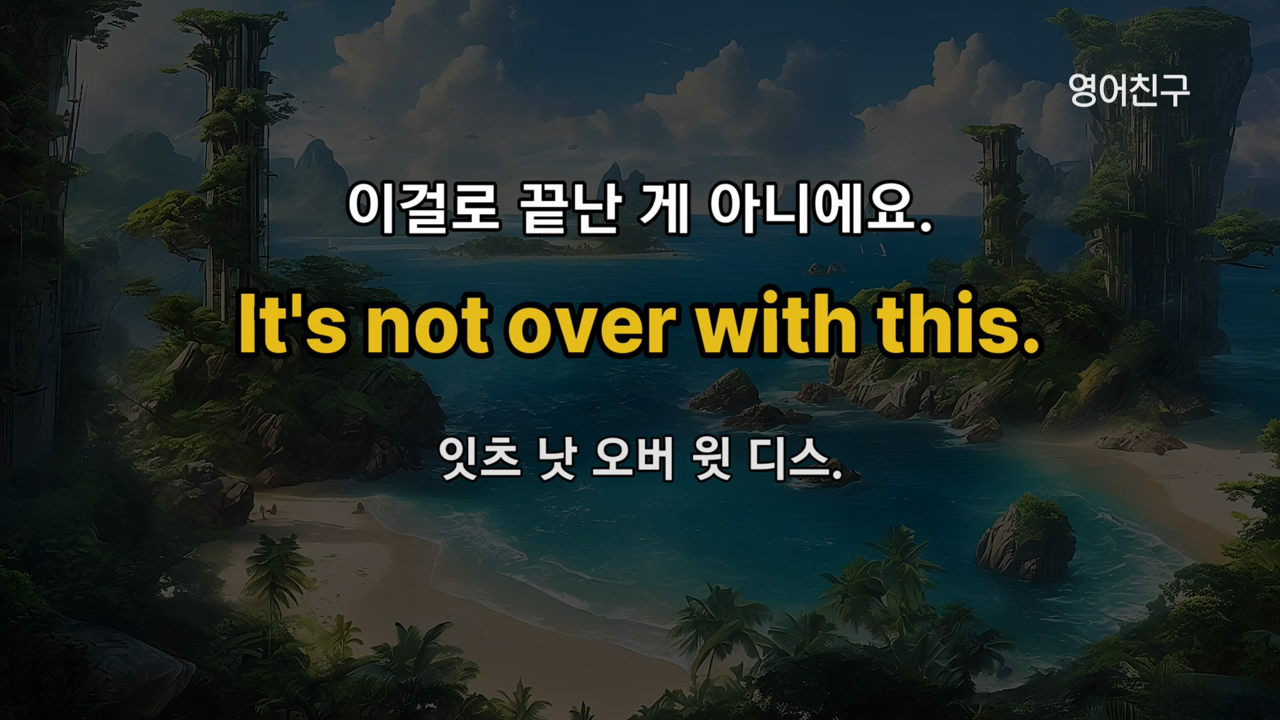 영어친구
이걸로 끝난 게 아니에요.
It's not over with this.
잇츠 낫 오버 윗 디스.